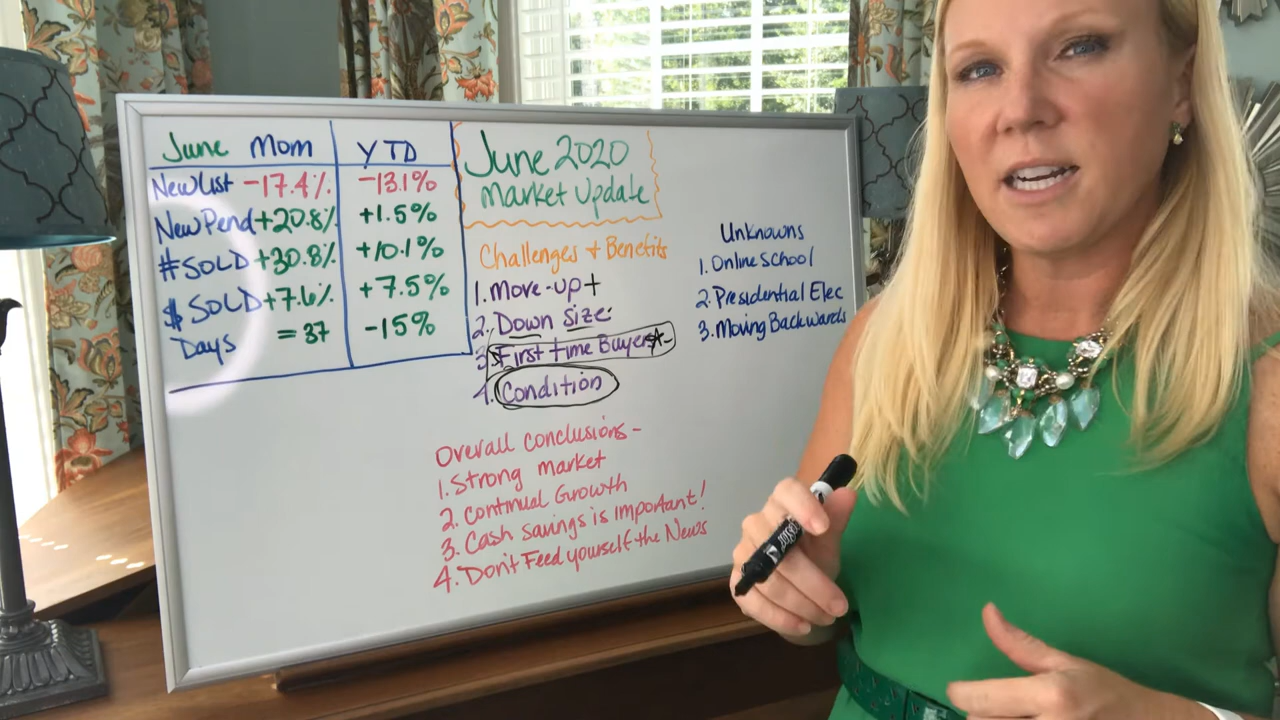 June MOM YTD
New List -17.4% -13.1%
New Pend +20.8% +1.5%
# SOLD +30.8% +10.1%
$ SOLD +7.6% +7.5%
Days = 37 -15%
June 2020
Market Update
Challenges + Benefits
1. Move-up +
2. Down Size
3. First time Buyers -
4. Condition
Unknowns
1. Online School
2. Presidential Elec
3. Moving Backwards
Overall conclusions-
1. Strong market
2. Continual Growth
3. Cash savings is important!
4. Don't Feed yourself the News